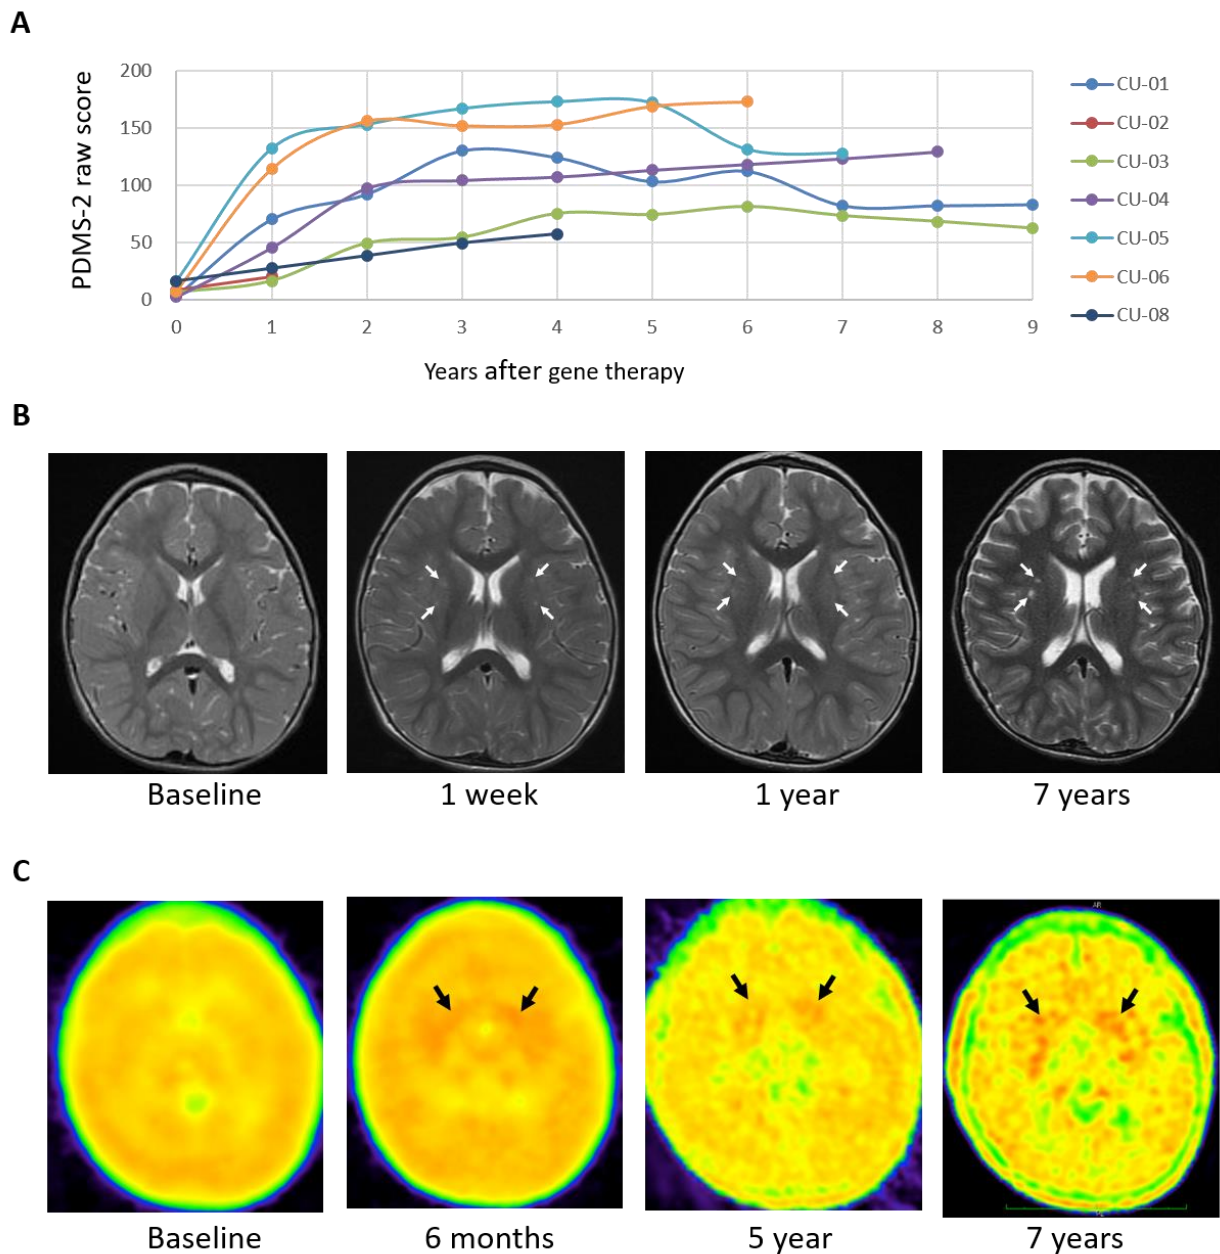 A
PDMS-2 raw score
200
150
100
50
0
0 1 2 3 4 5 6 7 8 9
Years after gene therapy
CU-01
CU-02
CU-03
CU-04
CU-05
CU-06
CU-08
B
Baseline
1 week
1 year
7 years
C
Baseline
6 months
5 year
7 years